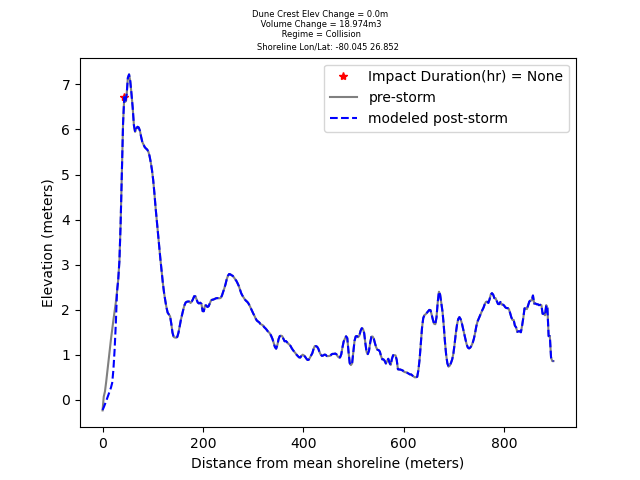 Dune Crest Elev Change = 0.0m
Volume Change = 18.974m3
Regime = Collision
Shoreline Lon/Lat: -80.045 26.852
Impact Duration(hr) = None
pre-storm
modeled post-storm
7
6
5
4
3
2
1
0
Elevation (meters)
0 200 400 600 800
Distance from mean shoreline (meters)